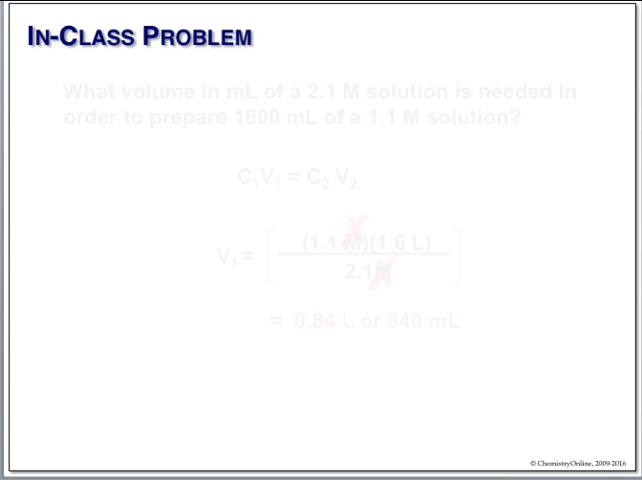 IN-CLASS PROBLEM
What volume in mL of a 2.1 M solution is needed in
order to prepare 1600 mL of a 1.1 M solution?
C₁V₁ = C₂ V₂
(1.1 M)(1.6 L)
V₁ =
2.1M
= 0.84 L or 840 mL
© ChemistryOnline, 2009-2016